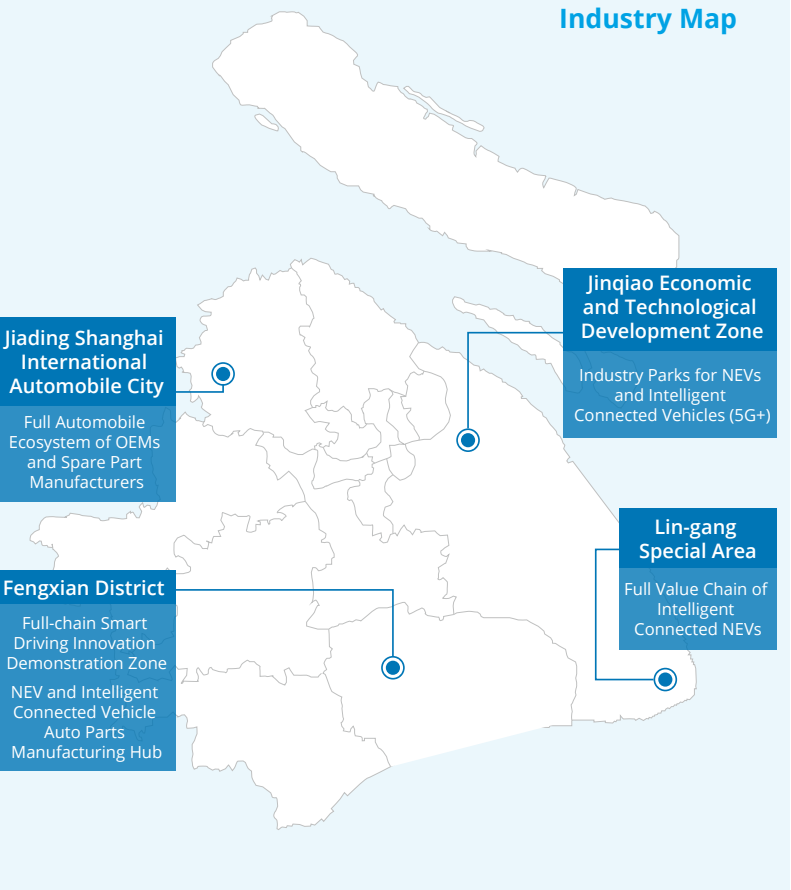 Industry Map
Jinqiao Economic
and Technological
Development Zone
Industry Parks for NEVs
and Intelligent
Connected Vehicles (5G+)
Jiading Shanghai
International
Automobile City
Full Automobile
Ecosystem of OEMs
and Spare Part
Manufacturers
Lin-gang
Special Area
Full Value Chain of
Intelligent
Connected NEVs
Fengxian District
Full-chain Smart
Driving Innovation
Demonstration Zone
NEV and Intelligent
Connected Vehicle
Auto Parts
Manufacturing Hub